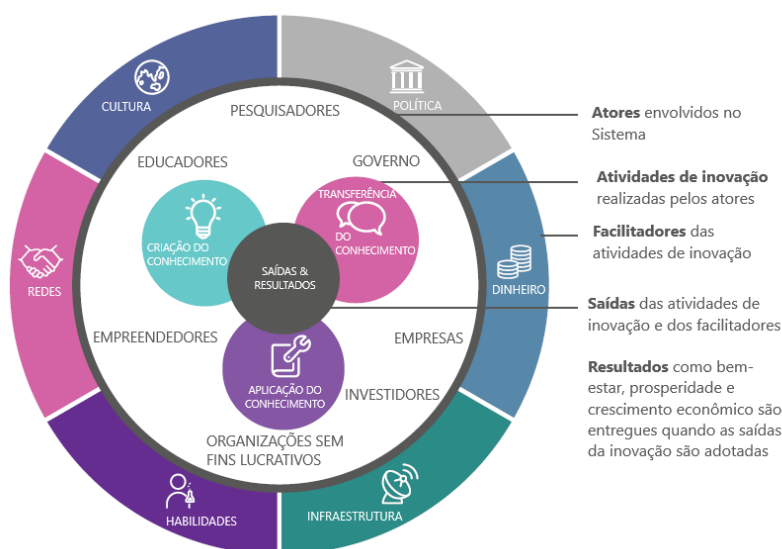 CULTURA
POLÍTICA
PESQUISADORES
Atores envolvidos no
Sistema
EDUCADORES
GOVERNO
TRANSFERÊNCIA
DO
CONHECIMENTO
Atividades de inovação
realizadas pelos atores
CRIAÇÃO DO
CONHECIMENTO
Facilitadores das
atividades de inovação
SAÍDAS &
RESULTADOS
REDES
DINHEIRO
Saídas das atividades de
inovação e dos facilitadores
EMPREENDEDORES
EMPRESAS
APLICAÇÃO DO
CONHECIMENTO
INVESTIDORES
Resultados como bem-
estar, prosperidade e
crescimento econômico são
entregues quando as saídas
da inovação são adotadas
ORGANIZAÇÕES SEM
FINS LUCRATIVOS
HABILIDADES
INFRAESTRUTURA